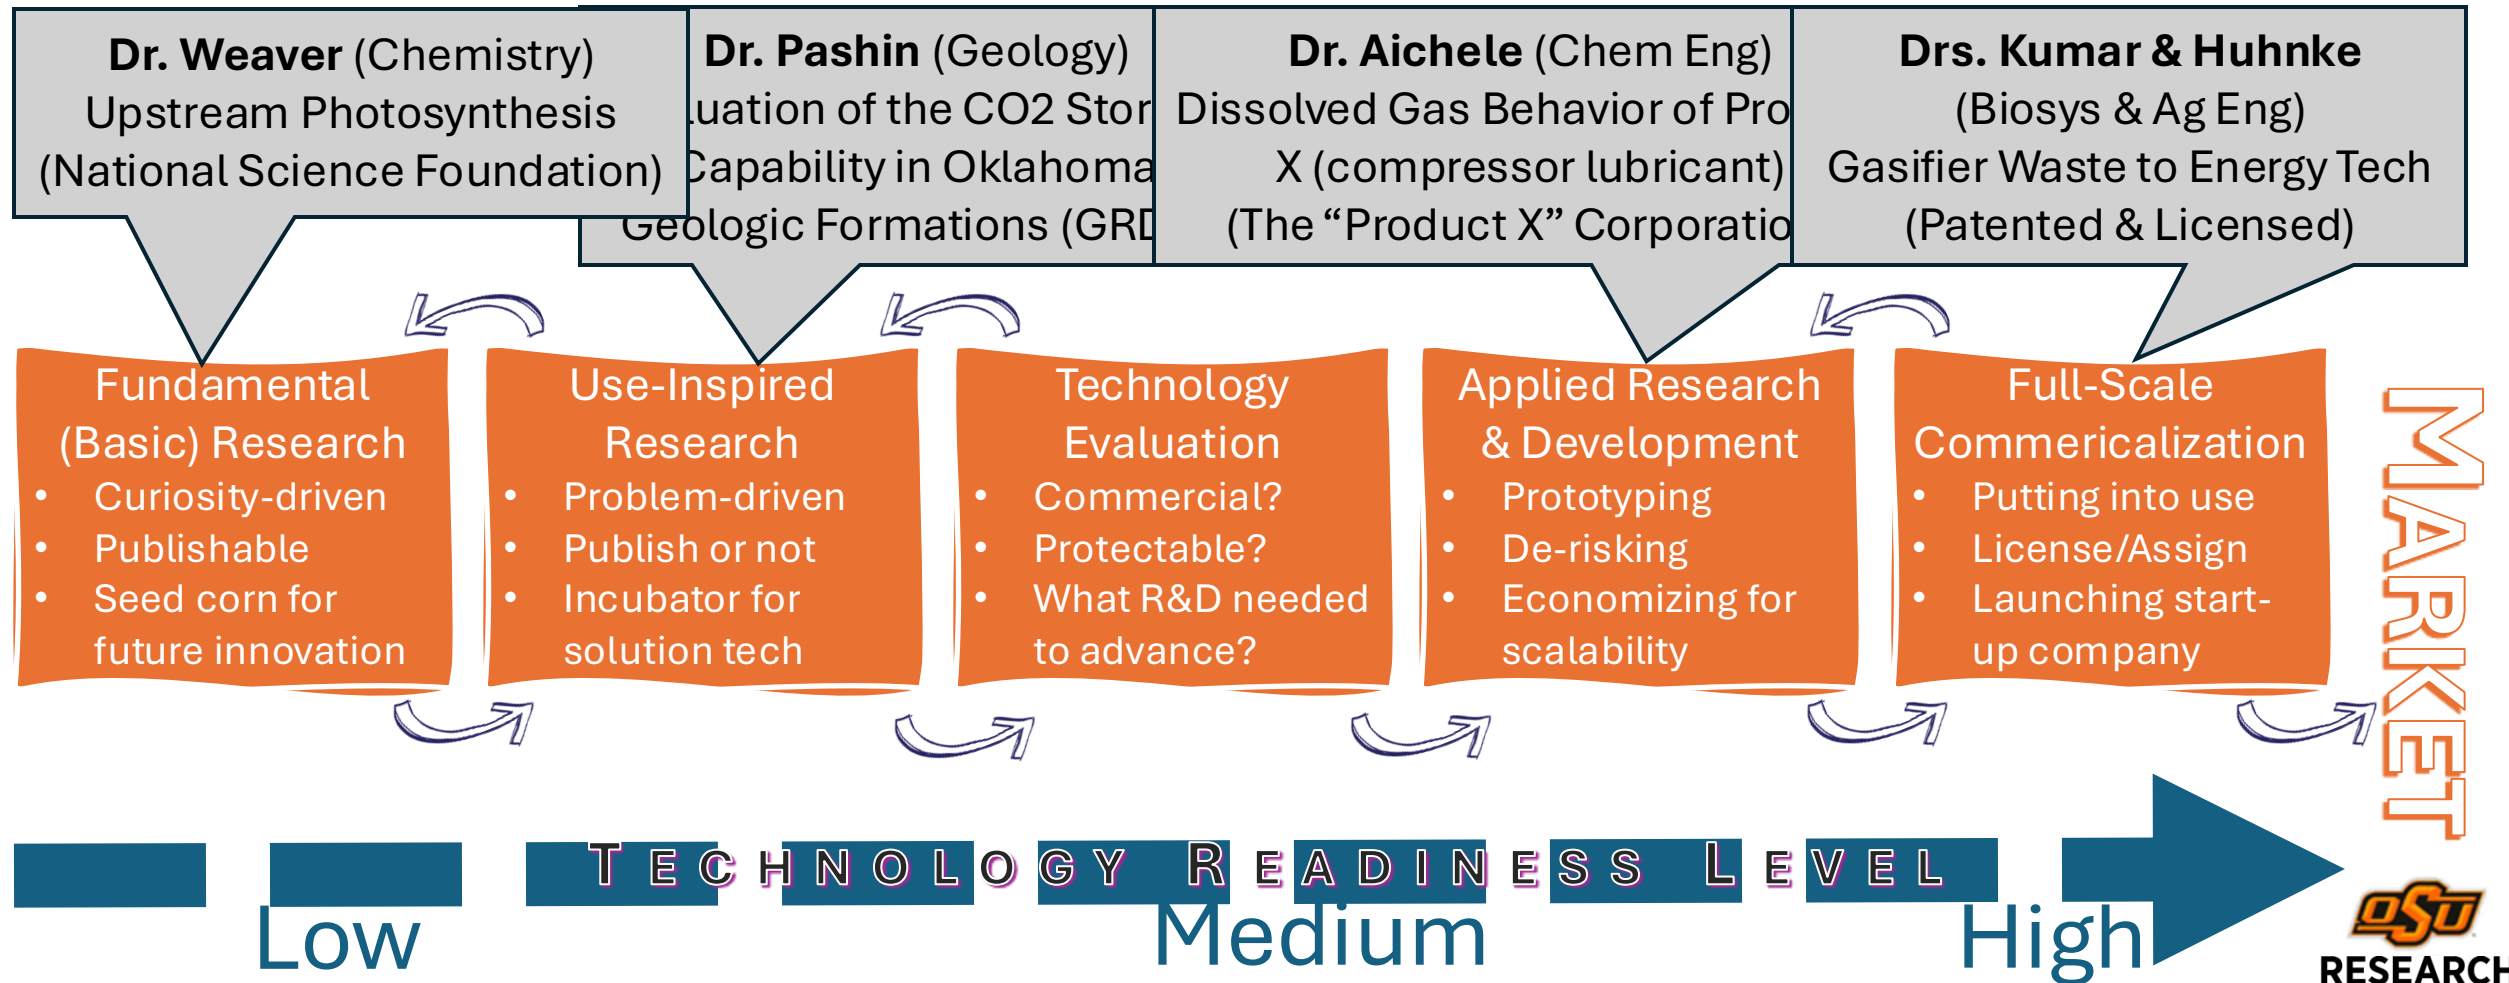 Dr. Weaver (Chemistry)
Upstream Photosynthesis
(National Science Foundation)
Dr. Pashin (Geology)
luation of the CO2 Stor
Capability in Oklahoma
Geologic Formations (GRD
Dr. Aichele (Chem Eng)
Dissolved Gas Behavior of Pro
X (compressor lubricant)
(The “Product X” Corporatio
Drs. Kumar & Huhnke
(Biosys & Ag Eng)
Gasifier Waste to Energy Tech
(Patented & Licensed)
Fundamental
(Basic) Research
• Curiosity-driven
• Publishable
• Seed corn for
future innovation
Use-Inspired
Research
• Problem-driven
• Publish or not
• Incubator for
solution tech
Technology
Evaluation
• Commercial?
• Protectable?
• What R&D needed
to advance?
Applied Research
& Development
• Prototyping
• De-risking
• Economizing for
scalability
Full-Scale
Commericalization
• Putting into use
• License/Assign
• Launching start-
up company
MARKET
TECHNOLOGY READINESS LEVEL
Low
Medium
High
OSU
RESEARCH